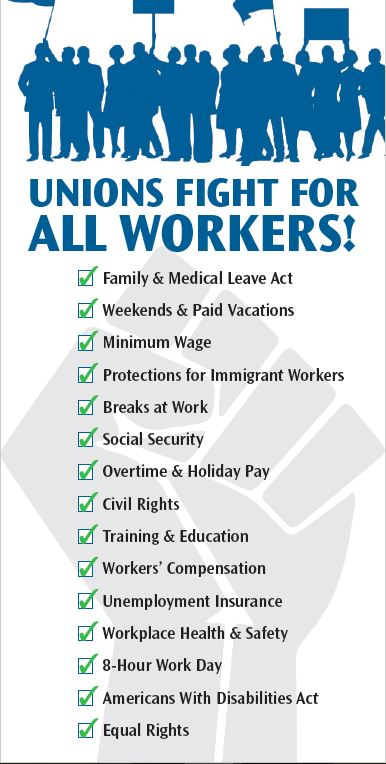 UNIONS FIGHT FOR
ALL WORKERS!
Family & Medical Leave Act
Weekends & Paid Vacations
Minimum Wage
Protections for Immigrant Workers
Breaks at Work
Social Security
Overtime & Holiday Pay
Civil Rights
Training & Education
Workers' Compensation
Unemployment Insurance
Workplace Health & Safety
8-Hour Work Day
Americans With Disabilities Act
Equal Rights